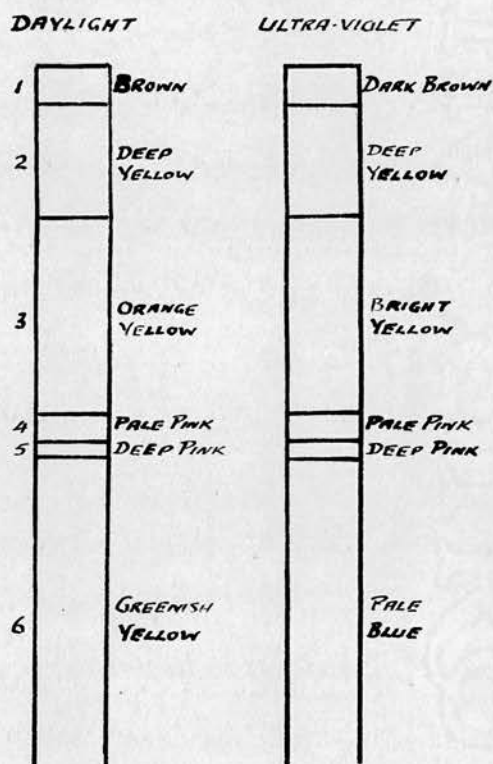 DAYLIGHT ULTRA-VIOLET
1 BROWN DARK BROWN
2 DEEP YELLOW DEEP YELLOW
3 ORANGE YELLOW BRIGHT YELLOW
4 PALE PINK PALE PINK
5 DEEP PINK DEEP PINK
6 GREENISH YELLOW PALE BLUE